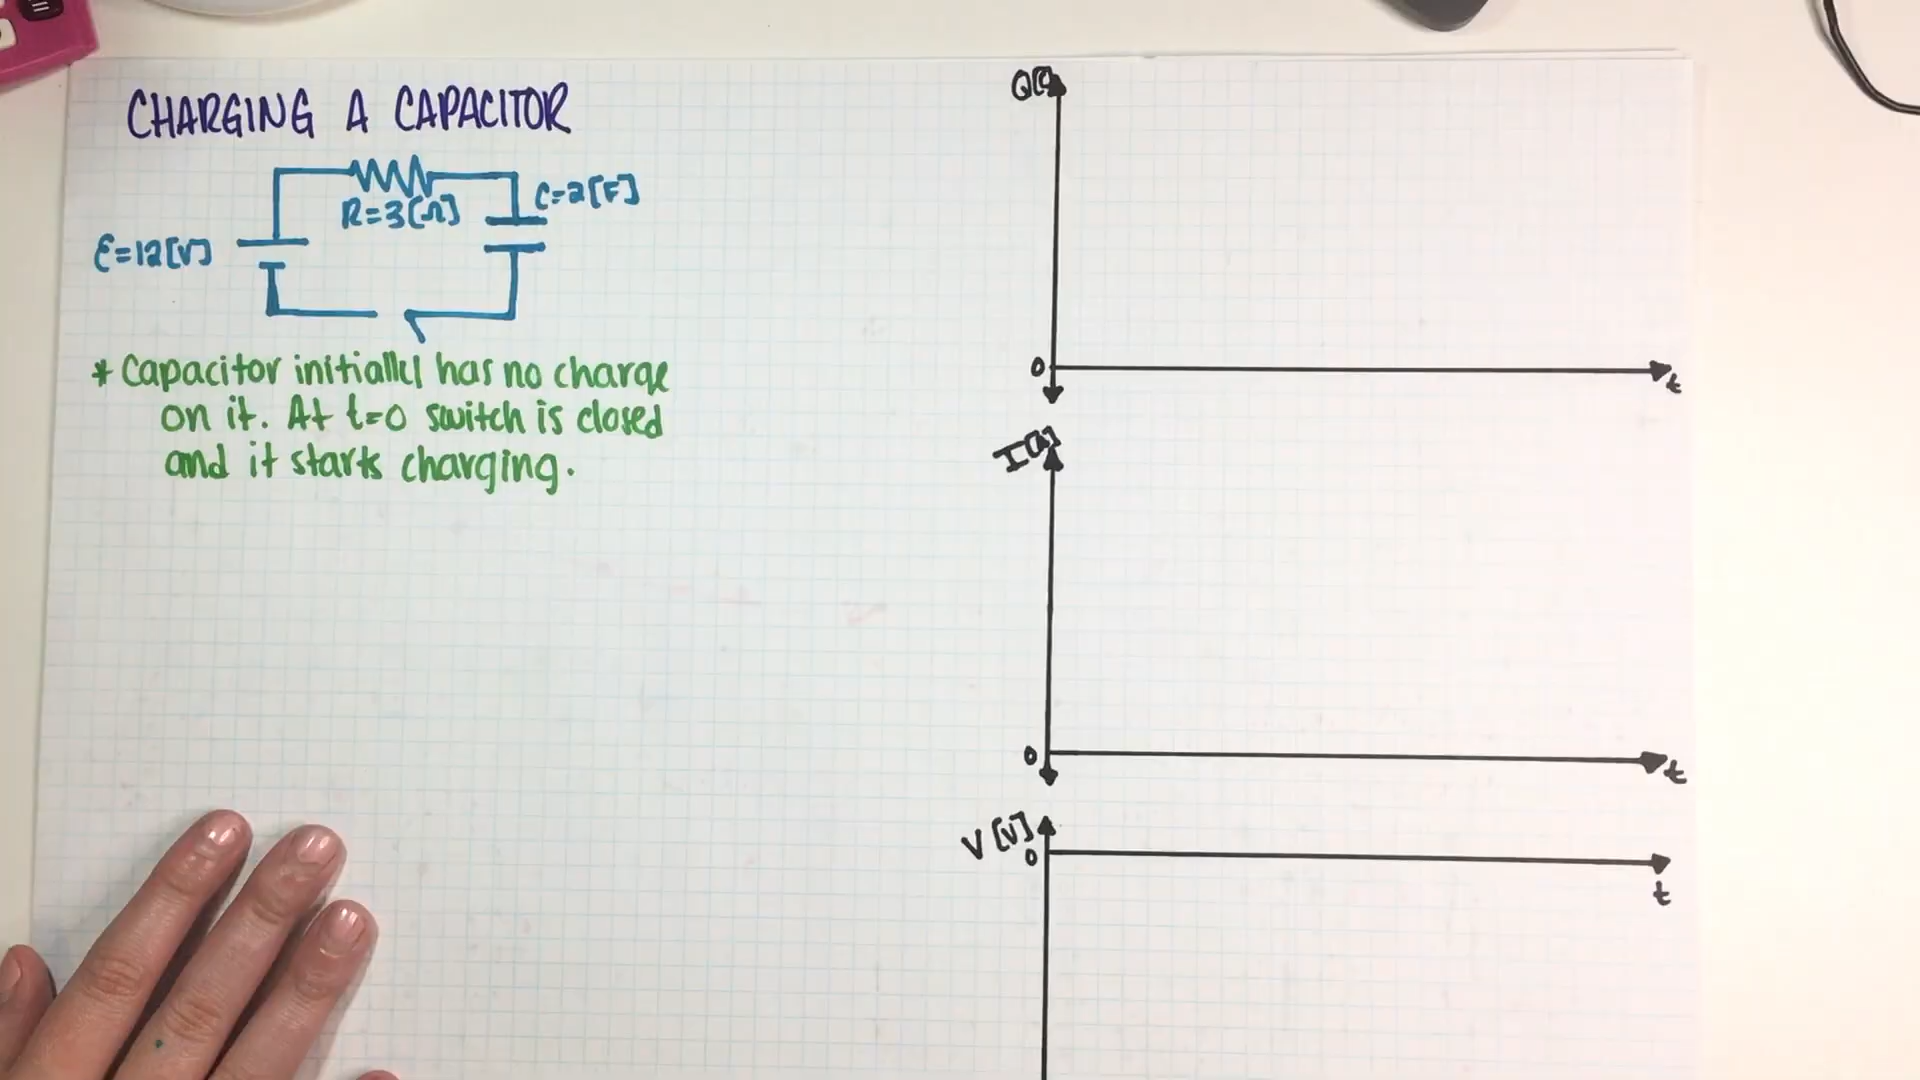 CHARGING A CAPACITOR
R=3[Ω]
C=2[F]
ε=12[V]
* Capacitor initially has no charge
on it. At t=0 switch is closed
and it starts charging.
Q[C]
0
t
I[A]
0
t
V[V]
0
t